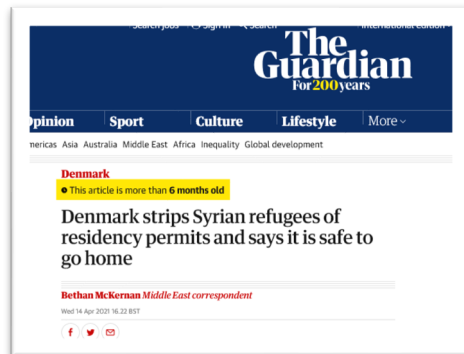 Search jobs Sign in Search International edition
The
Guardian
For 200 years
Opinion Sport Culture Lifestyle More
Asia Australia Middle East Africa Inequality Global development
Denmark
This article is more than 6 months old
Denmark strips Syrian refugees of
residency permits and says it is safe to
go home
Bethan McKernan Middle East correspondent
Wed 14 Apr 2021 16.22 BST